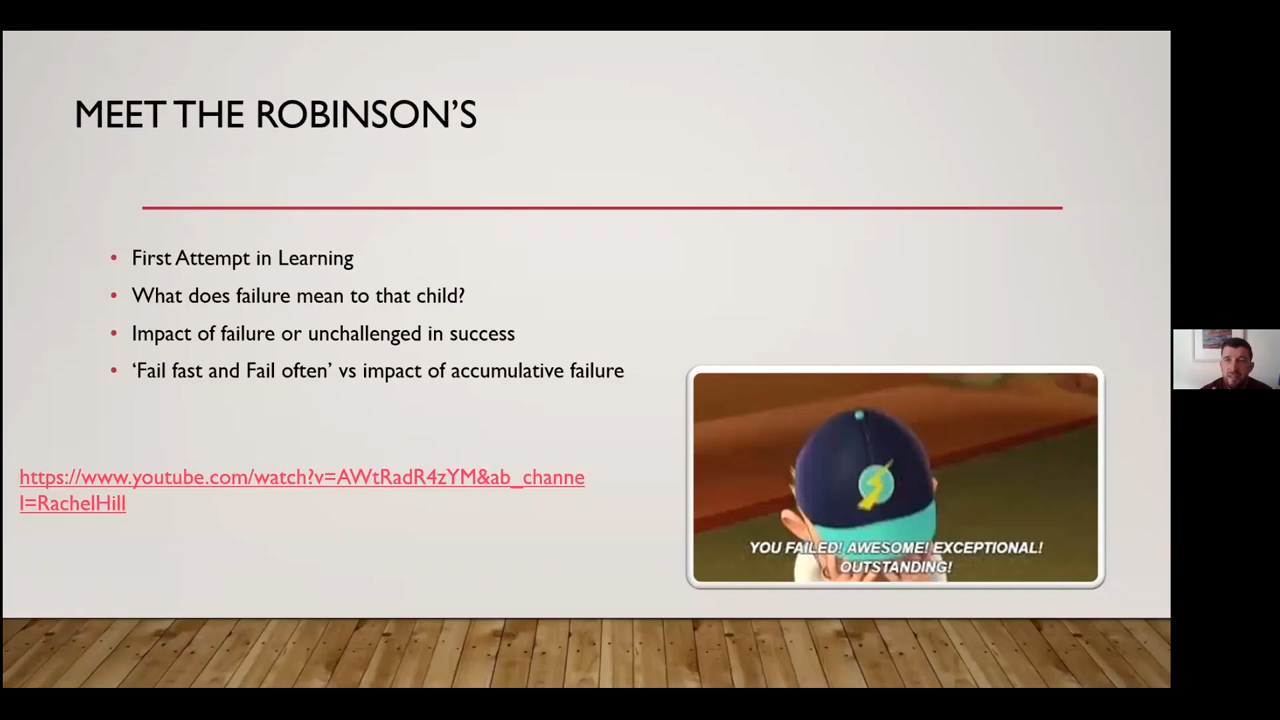 MEET THE ROBINSON'S
• First Attempt in Learning
• What does failure mean to that child?
• Impact of failure or unchallenged in success
• ‘Fail fast and Fail often’ vs impact of accumulative failure
https://www.youtube.com/watch?v=AWtRadR4zYM&ab_channe
l=RachelHill
YOU FAILED! AWESOME! EXCEPTIONAL!
OUTSTANDING!